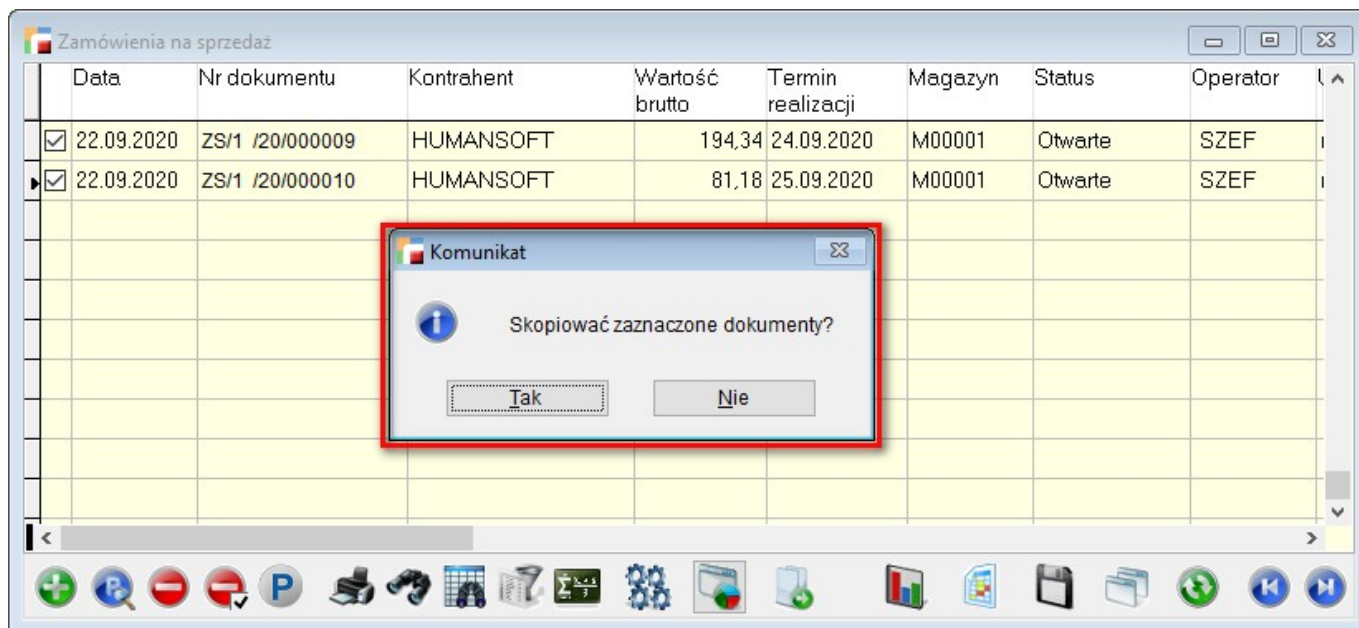 Zamówienia na sprzedaż
Data Nr dokumentu Kontrahent Wartość brutto Termin realizacji Magazyn Status Operator
22.09.2020 ZS/1 /20/000009 HUMANSOFT 194,34 24.09.2020 M00001 Otwarte SZEF
22.09.2020 ZS/1 /20/000010 HUMANSOFT 81,18 25.09.2020 M00001 Otwarte SZEF
Komunikat
Skopiować zaznaczone dokumenty?
Tak Nie